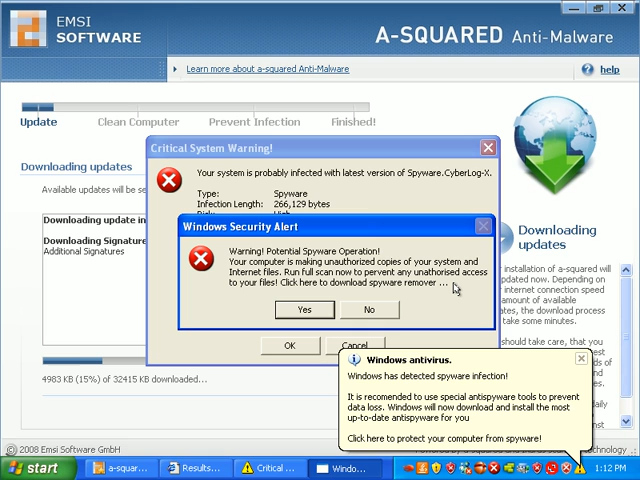 EMSI
SOFTWARE
A-SQUARED Anti-Malware
Learn more about a-squared Anti-Malware
help
Update
Clean Computer
Prevent Infection
Finished!
Downloading updates
Available updates will be se
Downloading update in
Downloading Signature
Additional Signatures
4983 KB (15%) of 32415 KB downloaded...
Critical System Warning!
Your system is probably infected with latest version of Spyware.CyberLog-X.
Type: Spyware
Infection Length: 266,129 bytes
Windows Security Alert
Warning! Potential Spyware Operation!
Your computer is making unauthorized copies of your system and
Internet files. Run full scan now to pervent any unathorised access
to your files! Click here to download spyware remover ...
Yes
No
OK
Cancel
Downloading
updates
installation of a-squared will
updated now. Depending on
internet connection speed
amount of available
dates, the download process
take some minutes.
should take care, that you
Windows antivirus.
Windows has detected spyware infection!
It is recomended to use special antispyware tools to prevent
data loss. Windows will now download and install the most
up-to-date antispyware for you
Click here to protect your computer from spyware!
© 2008 Emsi Software GmbH
start
a-squar...
Results...
Critical ...
Windo...
1:12 PM